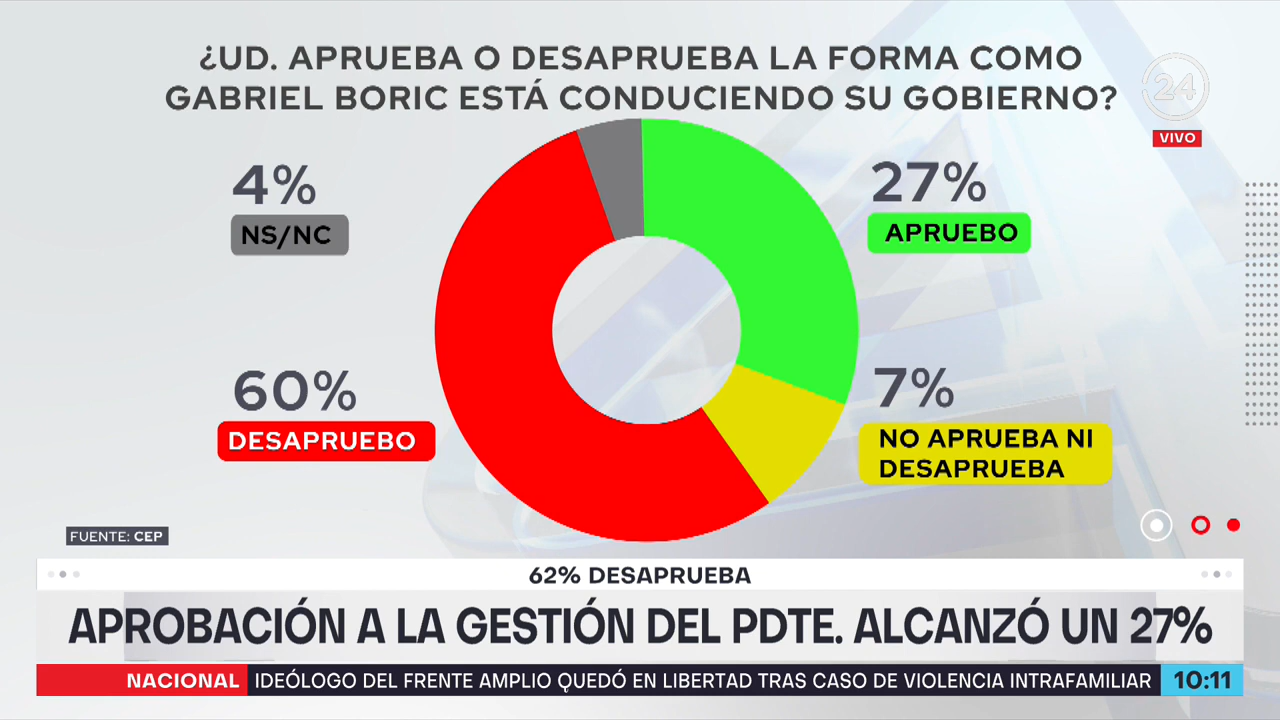 ¿UD. APRUEBA O DESAPRUEBA LA FORMA COMO
GABRIEL BORIC ESTÁ CONDUCIENDO SU GOBIERNO?
24
VIVO
4%
NS/NC
27%
APRUEBO
60%
DESAPRUEBO
7%
NO APRUEBA NI
DESAPRUEBA
FUENTE: CEP
62% DESAPRUEBA
APROBACIÓN A LA GESTIÓN DEL PDTE. ALCANZÓ UN 27%
NACIONAL IDEÓLOGO DEL FRENTE AMPLIO QUEDÓ EN LIBERTAD TRAS CASO DE VIOLENCIA INTRAFAMILIAR 10:11